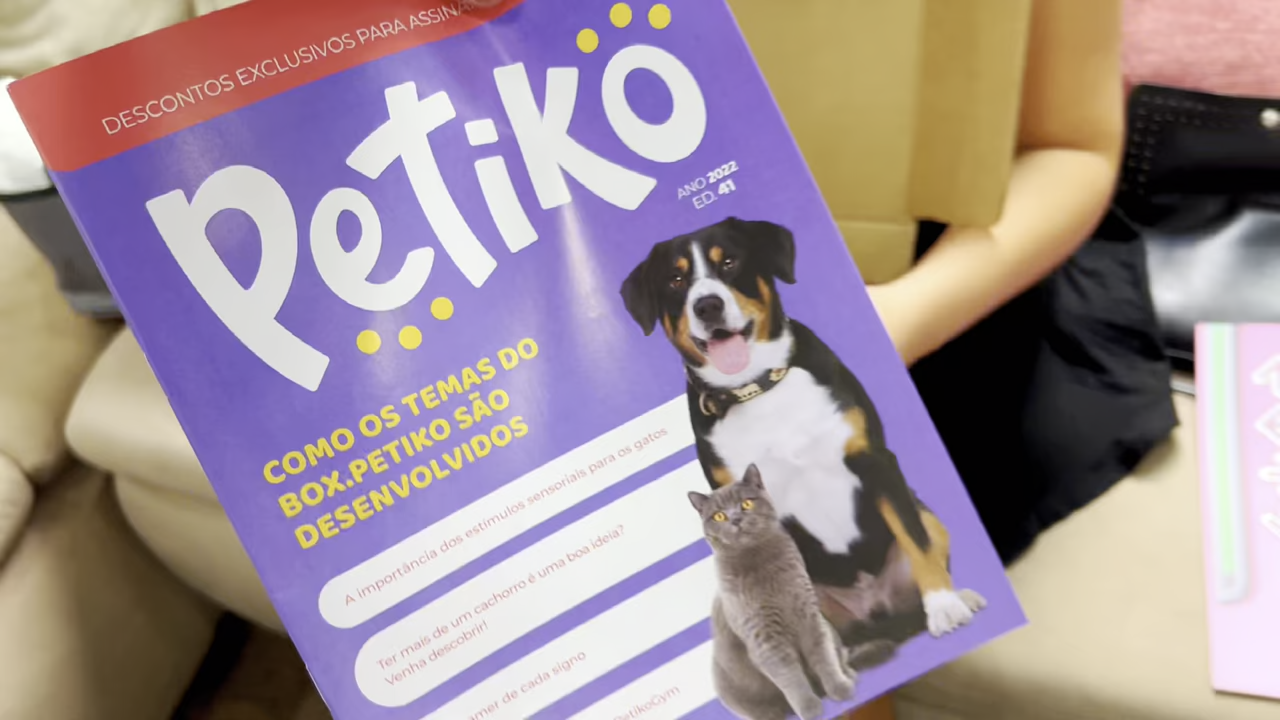 DESCONTOS EXCLUSIVOS PARA
Petiko
ANO 2022
ED. 41
COMO OS TEMAS DO
BOX.PETIKO SÃO
DESENVOLVIDOS
A importância dos estímulos sensoriais para os gatos
Ter mais de um cachorro é uma boa ideia?
Venha descobrir!
de cada signo
PetikoGym